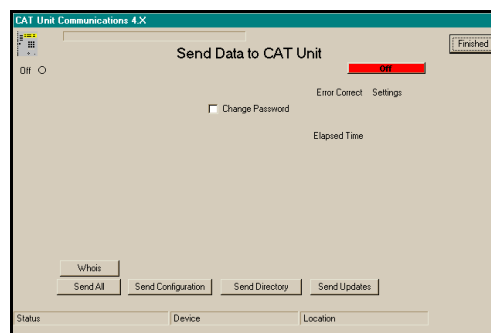 CAT Unit Communications 4.X
Finished
Send Data to CAT Unit
Off
Off
Error Correct Settings
Change Password
Elapsed Time
Whois
Send All Send Configuration Send Directory Send Updates
Status Device Location